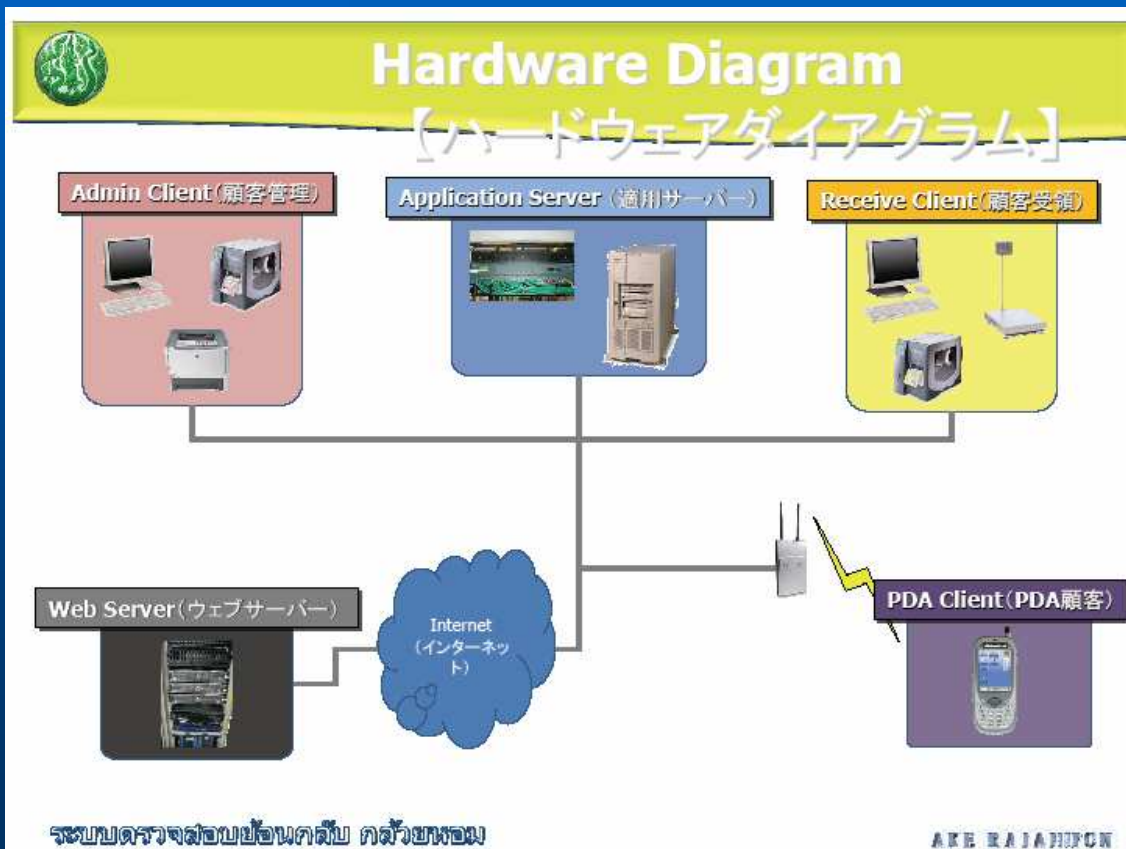 Hardware Diagram
【ハードウェアダイアグラム】
Admin Client(顧客管理)
Application Server (適用サーバー)
Receive Client(顧客受領)
Web Server(ウェブサーバー)
Internet
(インターネッ
ト)
PDA Client(PDA顧客)
ระบบตรวจสอบย้อนกลับ กล้วยหอม